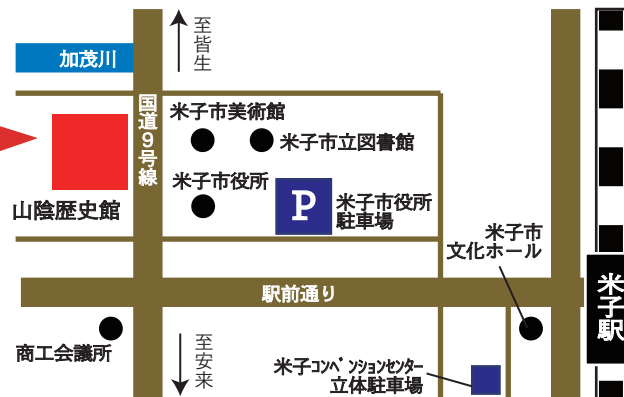 至皆生
加茂川
国道9号線
米子市美術館
米子市立図書館
米子市役所
P
米子市役所
駐車場
山陰歴史館
米子市
文化ホール
駅前通り
米子駅
商工会議所
至安来
米子コンベンションセンター
立体駐車場